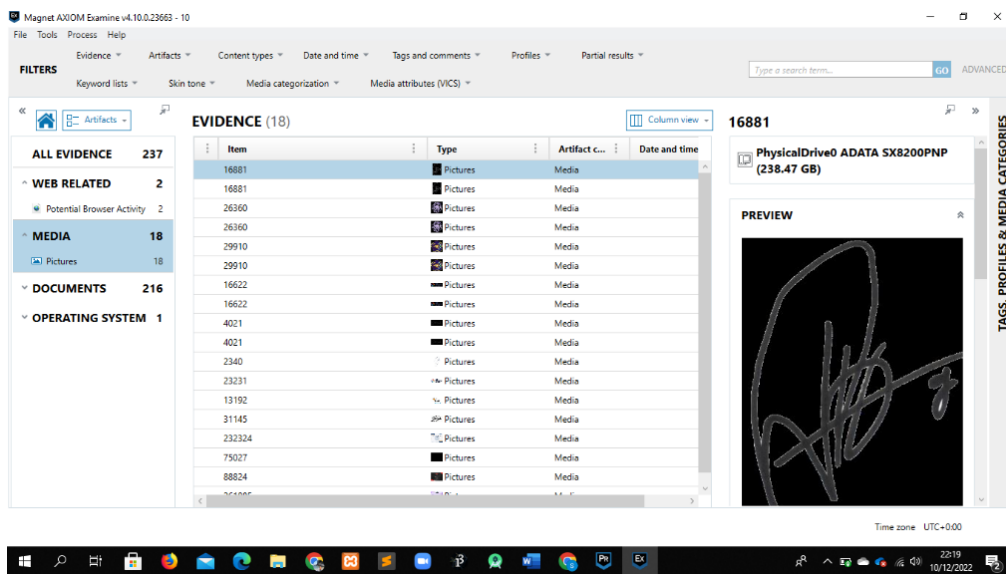 Magnet AXIOM Examine v4.10.0.23663 - 10
File Tools Process Help
FILTERS
Evidence Artifacts Content types Date and time Tags and comments Profiles Partial results
Keyword lists Skin tone Media categorization Media attributes (VICS)
Type a search term... GO ADVANCED
Artifacts
ALL EVIDENCE 237
WEB RELATED 2
Potential Browser Activity 2
MEDIA 18
Pictures 18
DOCUMENTS 216
OPERATING SYSTEM 1
EVIDENCE (18) Column view
Item Type Artifact c... Date and time
16881 Pictures Media
16881 Pictures Media
26360 Pictures Media
26360 Pictures Media
29910 Pictures Media
29910 Pictures Media
16622 Pictures Media
16622 Pictures Media
4021 Pictures Media
4021 Pictures Media
2340 Pictures Media
23231 Pictures Media
13192 Pictures Media
31145 Pictures Media
232324 Pictures Media
75027 Pictures Media
88824 Pictures Media
16881
PhysicalDrive0 ADATA SX8200PNP
(238.47 GB)
PREVIEW
TAGS, PROFILES & MEDIA CATEGORIES
Time zone UTC+0:00
22:19
10/12/2022